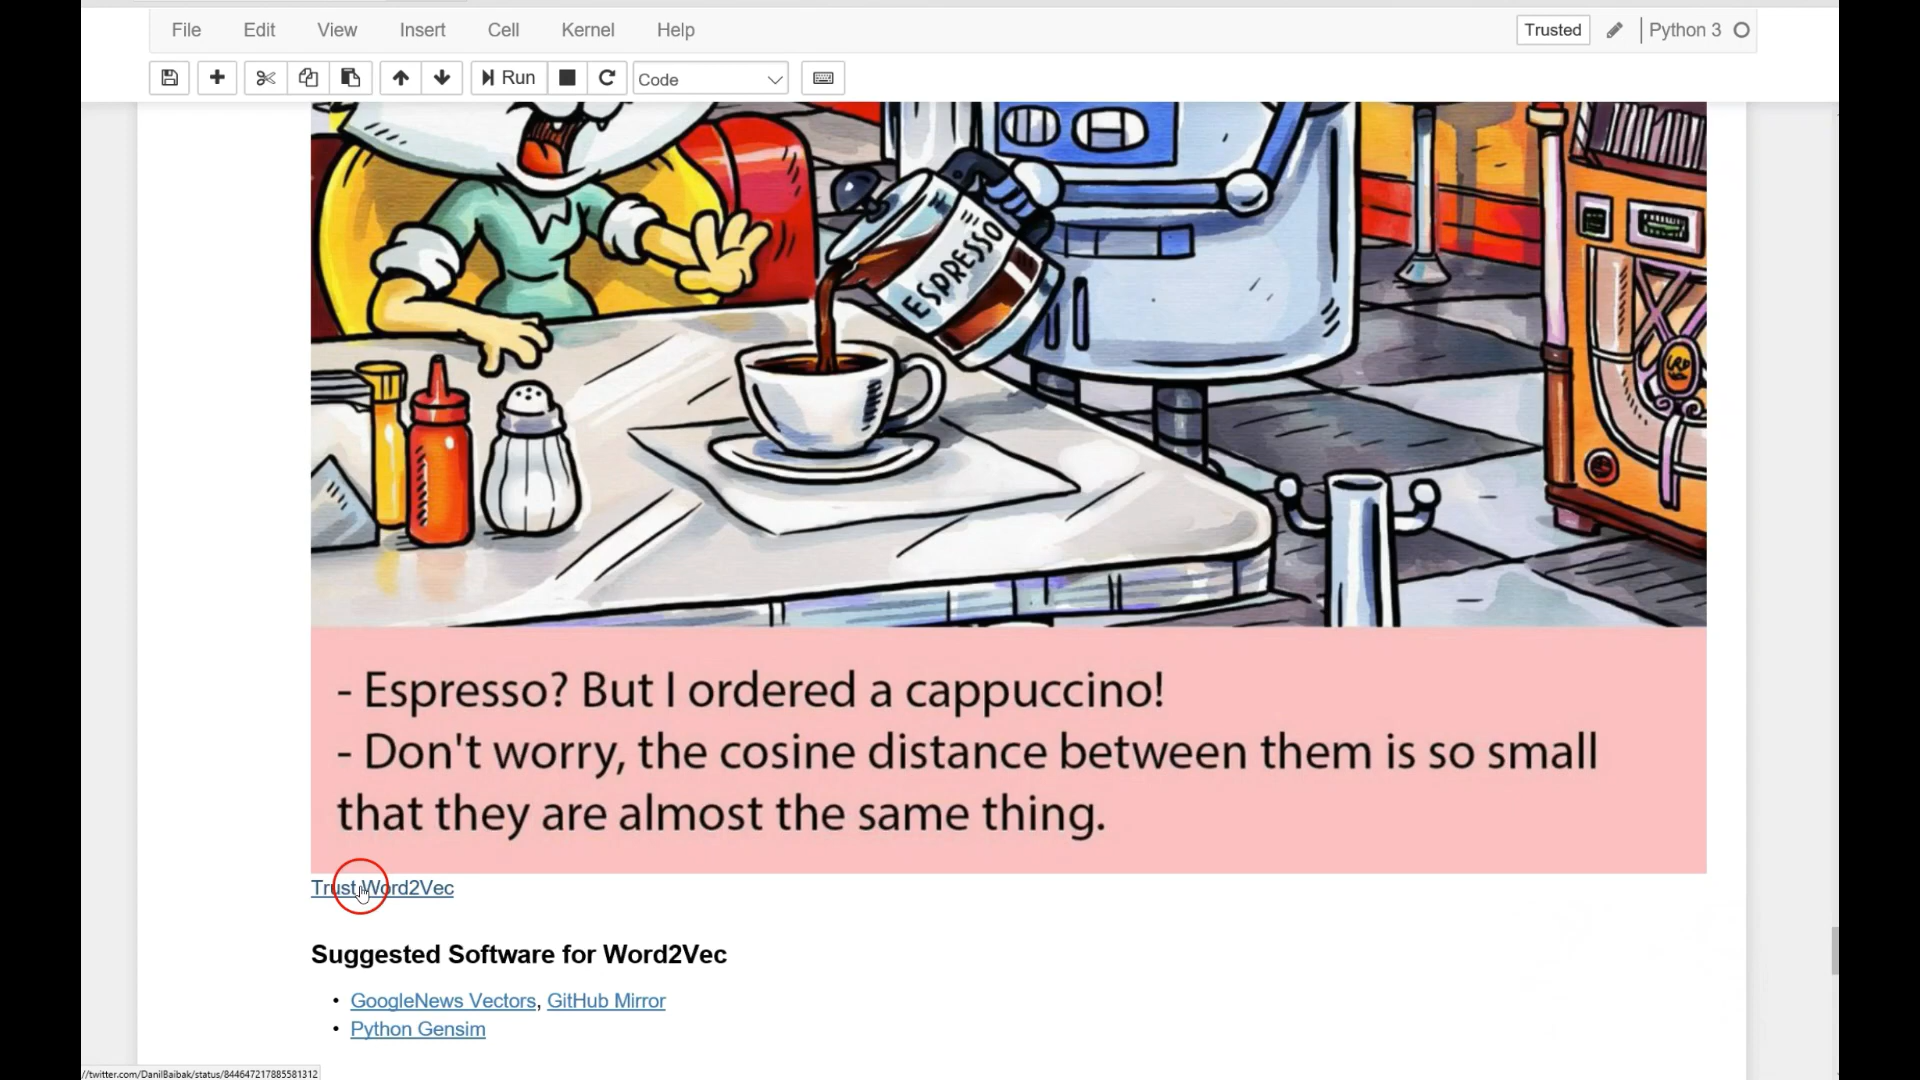 File Edit View Insert Cell Kernel Help Trusted Python 3
Run Code
ESPRESSO
- Espresso? But I ordered a cappuccino!
- Don't worry, the cosine distance between them is so small
that they are almost the same thing.
Trust Word2Vec
Suggested Software for Word2Vec
• GoogleNews Vectors, GitHub Mirror
• Python Gensim
//twitter.com/DanilBaibak/status/844647217885581312